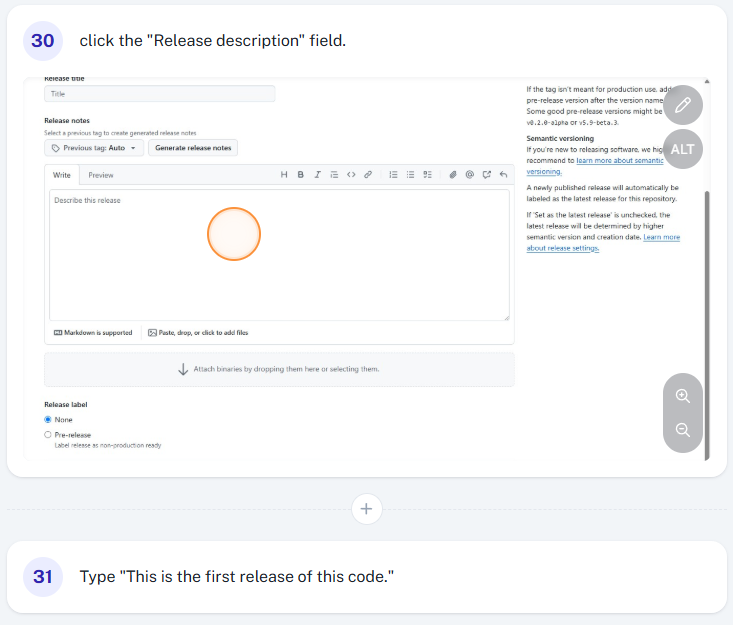 30
click the "Release description" field.
Release title
Title
Release notes
Select a previous tag to create generated release notes
Previous tag: Auto
Generate release notes
Write
Preview
H B I
Describe this release
Markdown is supported
Paste, drop, or click to add files
Attach binaries by dropping them here or selecting them.
Release label
None
Pre-release
Label release as non-production ready
If the tag isn't meant for production use, add
pre-release version after the version name
Some good pre-release versions might be
v0.2.0-alpha or v5.9-beta.3.
Semantic versioning
If you're new to releasing software, we hig
recommend to learn more about semantic
versioning.
A newly published release will automatically be
labeled as the latest release for this repository.
If 'Set as the latest release' is unchecked, the
latest release will be determined by higher
semantic version and creation date. Learn more
about release settings.
ALT
31
Type "This is the first release of this code."